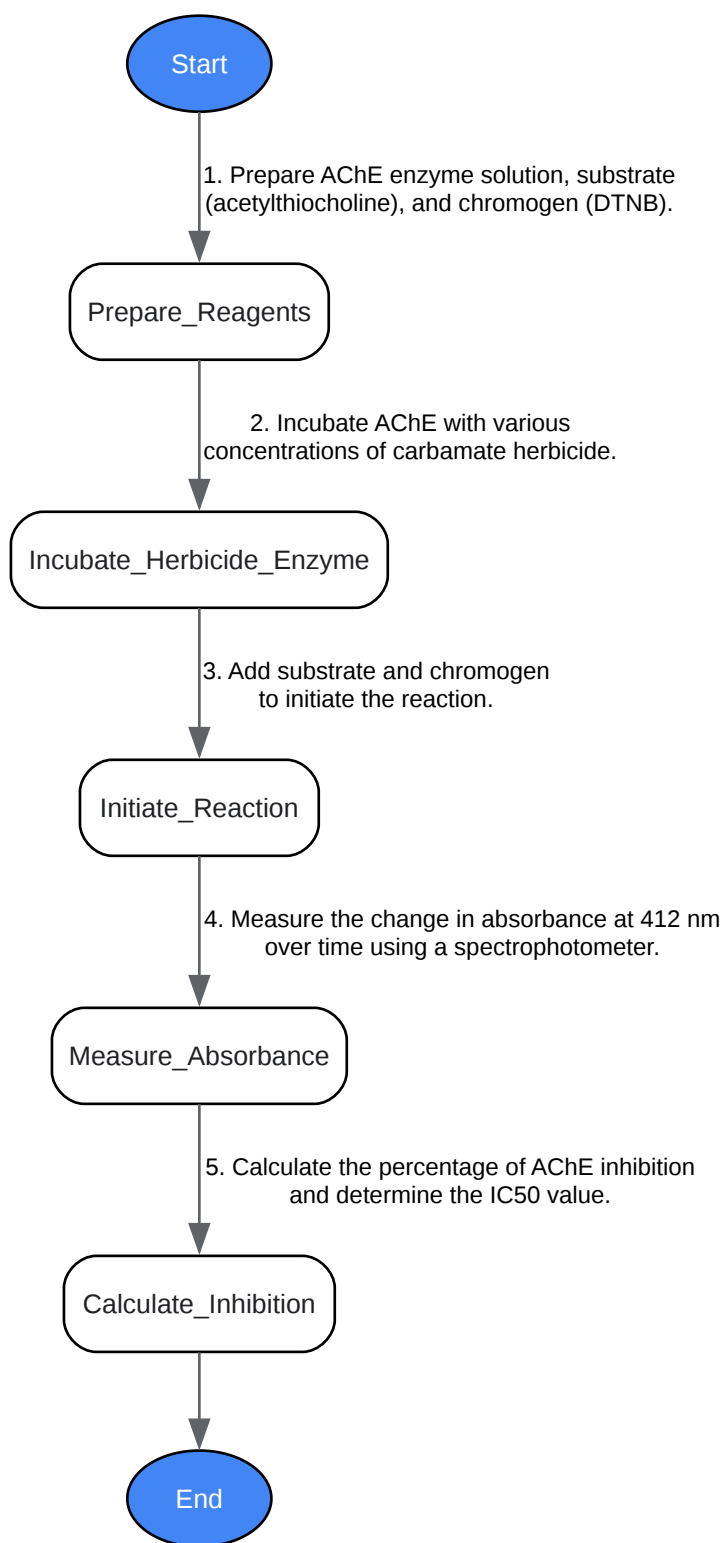 Start
1. Prepare AChE enzyme solution, substrate
(acetylthiocholine), and chromogen (DTNB).
Prepare_Reagents
2. Incubate AChE with various
concentrations of carbamate herbicide.
Incubate_Herbicide_Enzyme
3. Add substrate and chromogen
to initiate the reaction.
Initiate_Reaction
4. Measure the change in absorbance at 412 nm
over time using a spectrophotometer.
Measure_Absorbance
5. Calculate the percentage of AChE inhibition
and determine the IC50 value.
Calculate_Inhibition
End